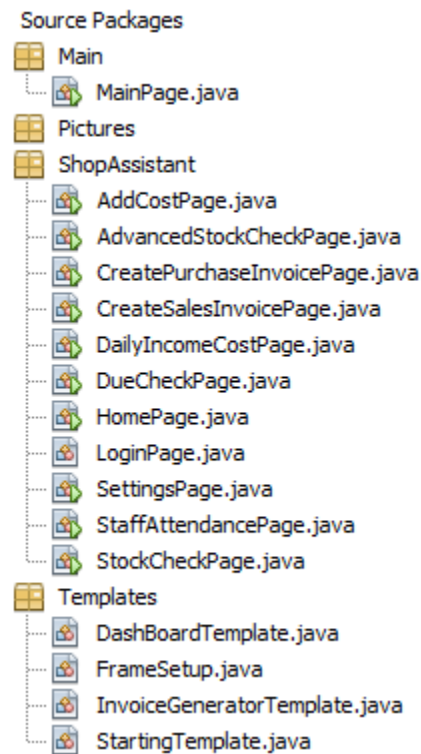 Source Packages
Main
MainPage.java
Pictures
ShopAssistant
AddCostPage.java
AdvancedStockCheckPage.java
CreatePurchaseInvoicePage.java
CreateSalesInvoicePage.java
DailyIncomeCostPage.java
DueCheckPage.java
HomePage.java
LoginPage.java
SettingsPage.java
StaffAttendancePage.java
StockCheckPage.java
Templates
DashBoardTemplate.java
FrameSetup.java
InvoiceGeneratorTemplate.java
StartingTemplate.java